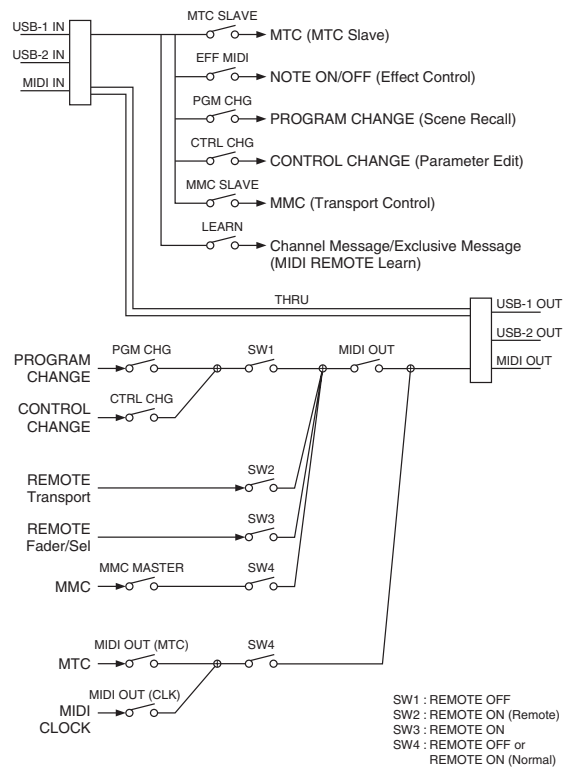 MTC SLAVE
USB-1 IN
MTC (MTC Slave)
USB-2 IN
EFF MIDI
NOTE ON/OFF (Effect Control)
MIDI IN
PGM CHG
PROGRAM CHANGE (Scene Recall)
CTRL CHG
CONTROL CHANGE (Parameter Edit)
MMC SLAVE
MMC (Transport Control)
LEARN
Channel Message/Exclusive Message
(MIDI REMOTE Learn)
THRU
USB-1 OUT
USB-2 OUT
MIDI OUT
PROGRAM
CHANGE
PGM CHG
SW1
MIDI OUT
CONTROL
CHANGE
CTRL CHG
REMOTE
Transport
SW2
REMOTE
Fader/Sel
SW3
MMC
MMC MASTER
SW4
MTC
MIDI OUT (MTC)
SW4
MIDI
CLOCK
MIDI OUT (CLK)
SW1 : REMOTE OFF
SW2 : REMOTE ON (Remote)
SW3 : REMOTE ON
SW4 : REMOTE OFF or
REMOTE ON (Normal)